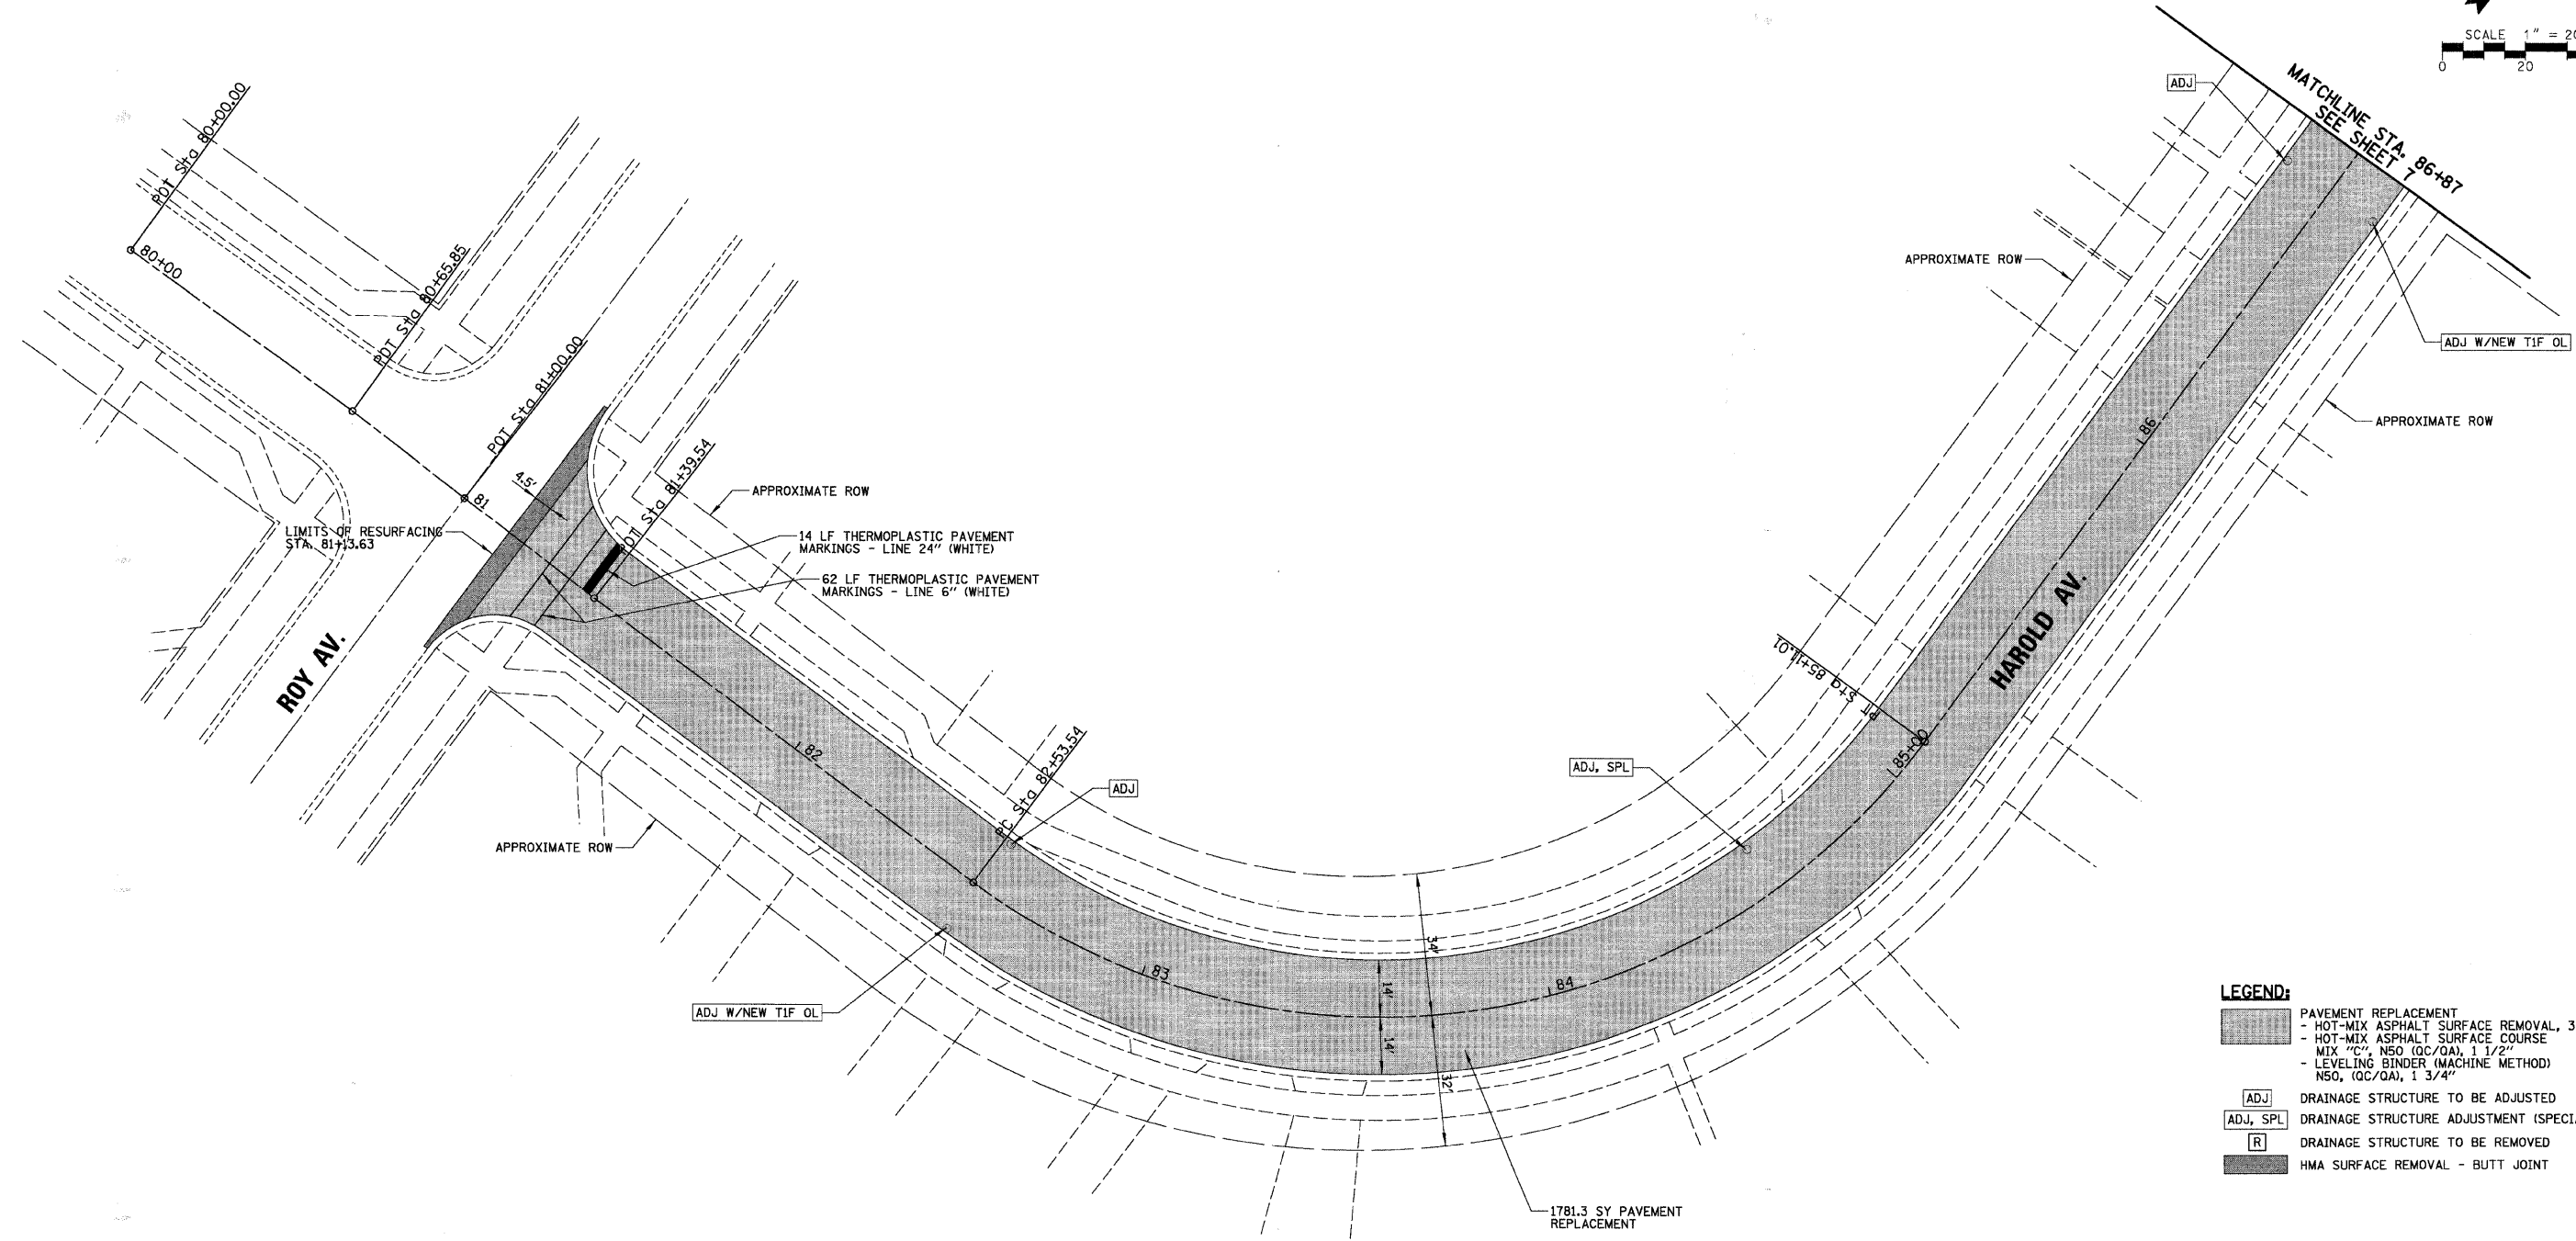 SCALE 1" = 20
0 20
MATCHLINE STA. 86+87
SEE SHEET 7
ADJ
POT Sta 80+00.00
80+00
POT Sta 80+65.85
POT Sta 81+00.00
81
4.5'
POT Sta 81+39.54
APPROXIMATE ROW
LIMITS OF RESURFACING
STA. 81+13.63
14 LF THERMOPLASTIC PAVEMENT
MARKINGS - LINE 24" (WHITE)
62 LF THERMOPLASTIC PAVEMENT
MARKINGS - LINE 6" (WHITE)
ROY AV.
82
PC Sta 82+53.54
ADJ
APPROXIMATE ROW
ADJ W/NEW T1F OL
83
34'
14'
14'
32'
84
1781.3 SY PAVEMENT
REPLACEMENT
ADJ, SPL
PT Sta 85+11.01
85+00
HAROLD AV.
86
APPROXIMATE ROW
ADJ W/NEW T1F OL
APPROXIMATE ROW
LEGEND:
PAVEMENT REPLACEMENT
- HOT-MIX ASPHALT SURFACE REMOVAL, 3
- HOT-MIX ASPHALT SURFACE COURSE
MIX "C", N50 (QC/QA), 1 1/2"
- LEVELING BINDER (MACHINE METHOD)
N50, (QC/QA), 1 3/4"
ADJ DRAINAGE STRUCTURE TO BE ADJUSTED
ADJ, SPL DRAINAGE STRUCTURE ADJUSTMENT (SPECI
R DRAINAGE STRUCTURE TO BE REMOVED
HMA SURFACE REMOVAL - BUTT JOINT